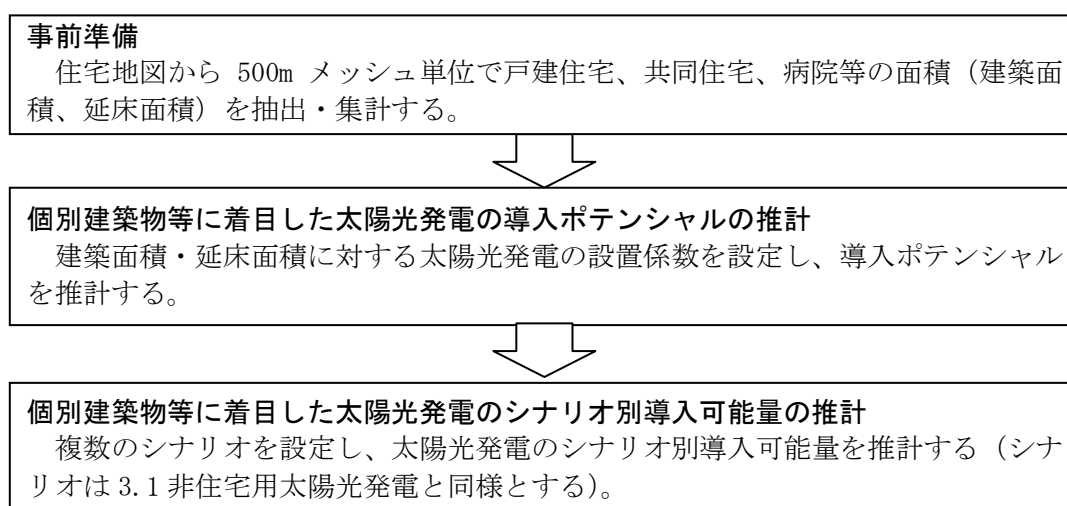 事前準備
住宅地図から 500m メッシュ単位で戸建住宅、共同住宅、病院等の面積（建築面
積、延床面積）を抽出・集計する。
個別建築物等に着目した太陽光発電の導入ポテンシャルの推計
建築面積・延床面積に対する太陽光発電の設置係数を設定し、導入ポテンシャル
を推計する。
個別建築物等に着目した太陽光発電のシナリオ別導入可能量の推計
複数のシナリオを設定し、太陽光発電のシナリオ別導入可能量を推計する（シナ
リオは 3.1 非住宅用太陽光発電と同様とする）。